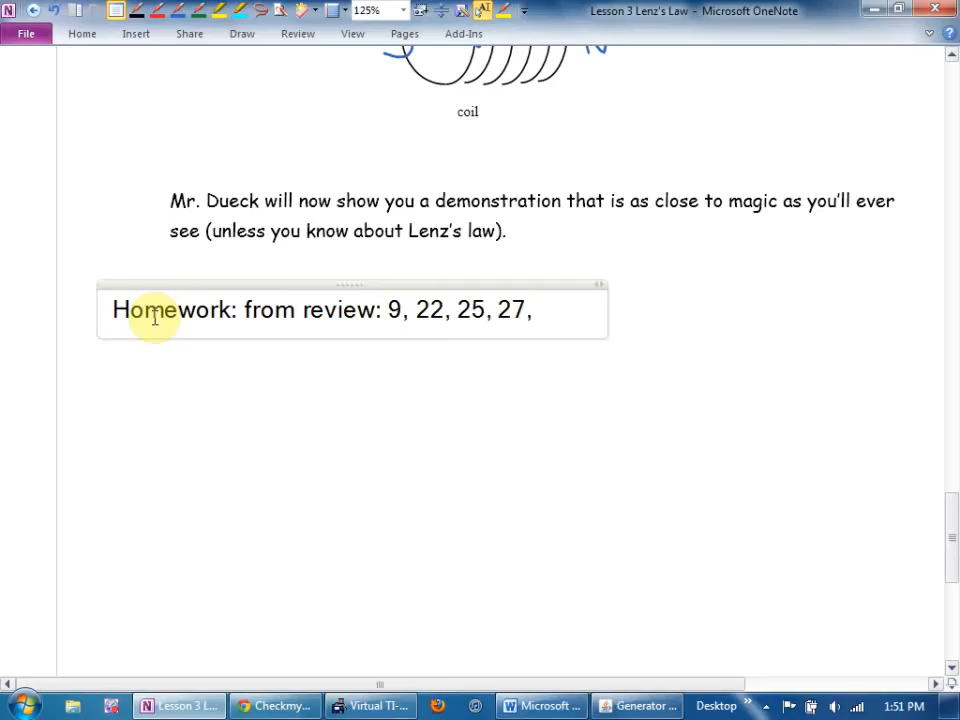 125%
Lesson 3 Lenz's Law - Microsoft OneNote
File Home Insert Share Draw Review View Pages Add-Ins
coil
Mr. Dueck will now show you a demonstration that is as close to magic as you'll ever
see (unless you know about Lenz's law).
Homework: from review: 9, 22, 25, 27,
Lesson 3 L... Checkmy... Virtual TI-... Microsoft ... Generator ... Desktop 1:51 PM